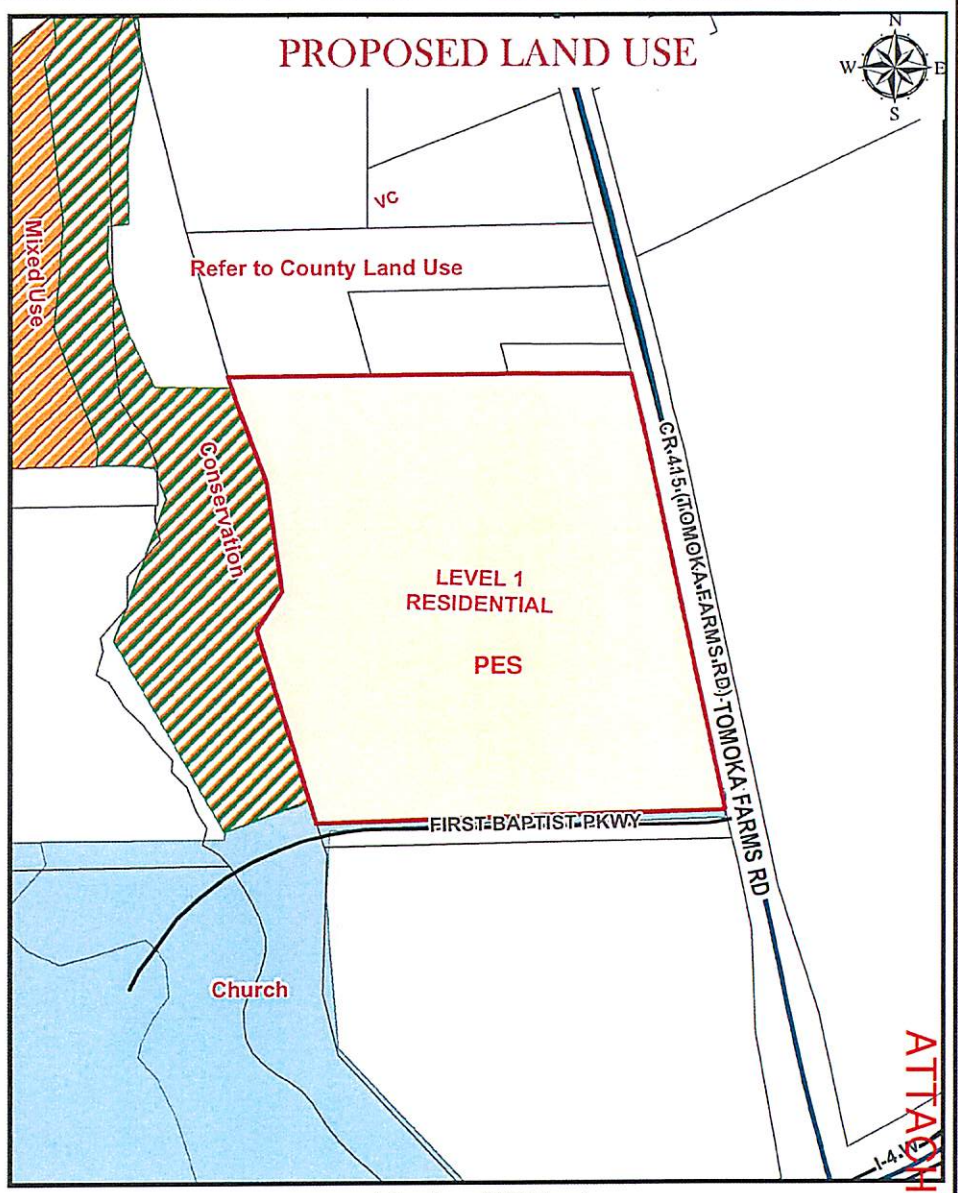 PROPOSED LAND USE
N
W E
S
VC
Mixed Use
Refer to County Land Use
Conservation
CR-415-(TOMOKA-FARMS-RD)-TOMOKA FARMS RD
LEVEL 1
RESIDENTIAL
PES
FIRST-BAPTIST-PKWY
Church
ATTACH
I-4 W